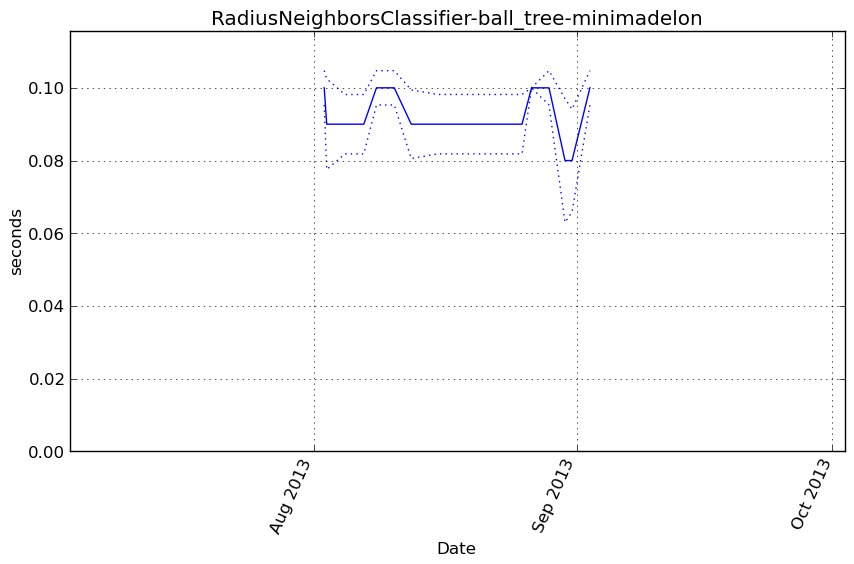 RadiusNeighborsClassifier-ball_tree-minimadelon
0.10
0.08
0.06
0.04
0.02
0.00
seconds
Aug 2013
Sep 2013
Oct 2013
Date